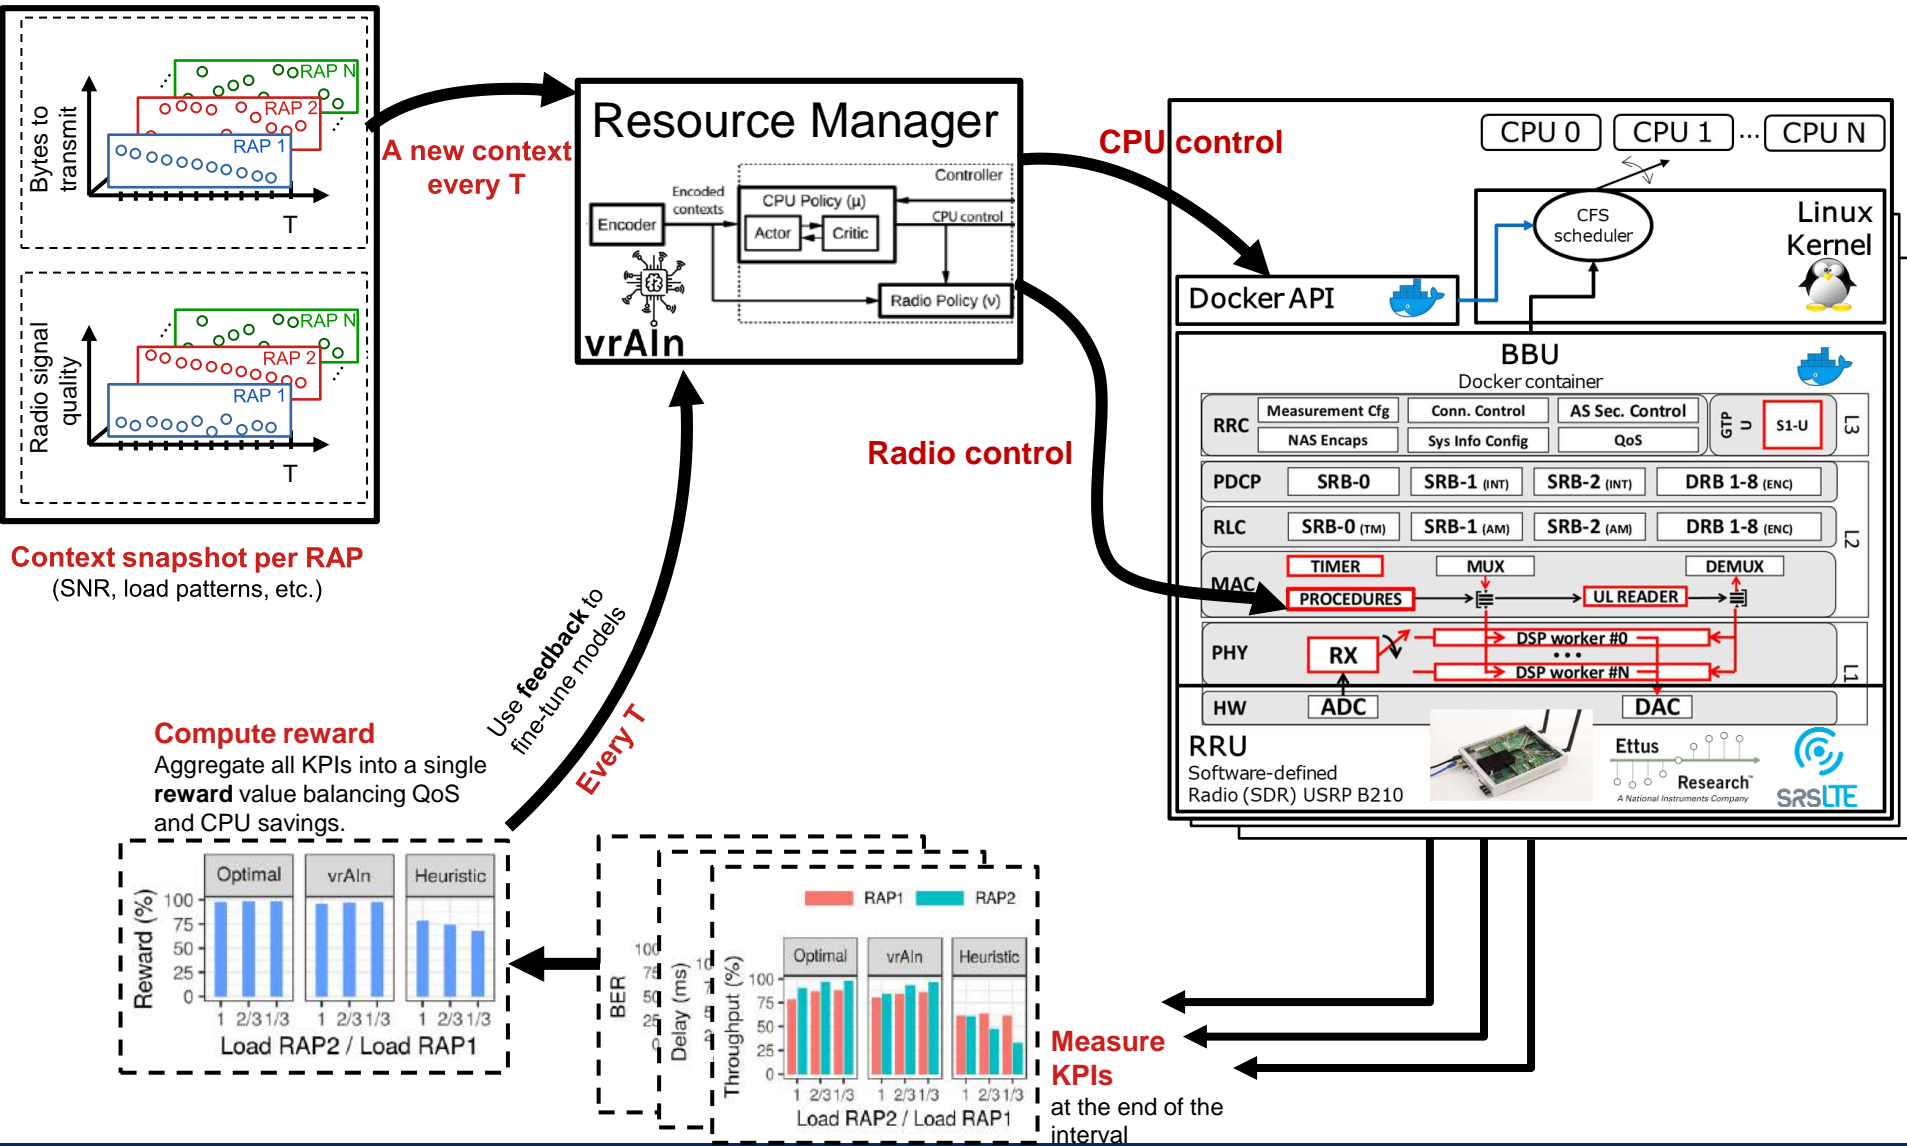 Bytes to
transmit
RAP N
RAP 2
RAP 1
T
Radio signal
quality
RAP N
RAP 2
RAP 1
T
Context snapshot per RAP
(SNR, load patterns, etc.)
A new context
every T
Resource Manager
Controller
Encoded
contexts
CPU Policy (μ)
Encoder
Actor
Critic
CPU control
Radio Policy (ν)
vrAIn
CPU control
Radio control
CPU 0
CPU 1
...
CPU N
CFS
scheduler
Linux
Kernel
Docker API
BBU
Docker container
RRC
Measurement Cfg
Conn. Control
AS Sec. Control
NAS Encaps
Sys Info Config
QoS
GTP
U
S1-U
L3
PDCP
SRB-0
SRB-1 (INT)
SRB-2 (INT)
DRB 1-8 (ENC)
RLC
SRB-0 (TM)
SRB-1 (AM)
SRB-2 (AM)
DRB 1-8 (ENC)
L2
MAC
TIMER
MUX
DEMUX
PROCEDURES
UL READER
PHY
RX
DSP worker #0
...
DSP worker #N
L1
HW
ADC
DAC
RRU
Software-defined
Radio (SDR) USRP B210
Ettus
Research™
A National Instruments Company
SRSLTE
Use feedback to
fine-tune models
Every T
Compute reward
Aggregate all KPIs into a single
reward value balancing QoS
and CPU savings.
Optimal
vrAIn
Heuristic
Reward (%)
100
75
50
25
0
1 2/3 1/3
1 2/3 1/3
1 2/3 1/3
Load RAP2 / Load RAP1
BER
Delay (ms)
RAP1
RAP2
Optimal
vrAIn
Heuristic
Throughput (%)
100
75
50
25
0
1 2/3 1/3
1 2/3 1/3
1 2/3 1/3
Load RAP2 / Load RAP1
Measure
KPIs
at the end of the
interval